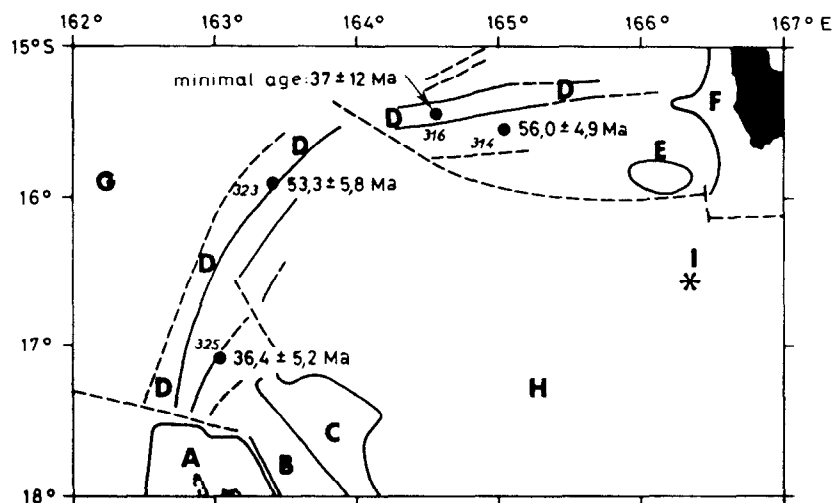 162° 163° 164° 165° 166° 167° E
15°S
minimal age: 37 ± 12 Ma
D
F
D
316
314
56,0 ± 4,9 Ma
D
E
G
16°
323
53,3 ± 5,8 Ma
D
I
*
17°
325
36,4 ± 5,2 Ma
D
H
C
A
B
18°